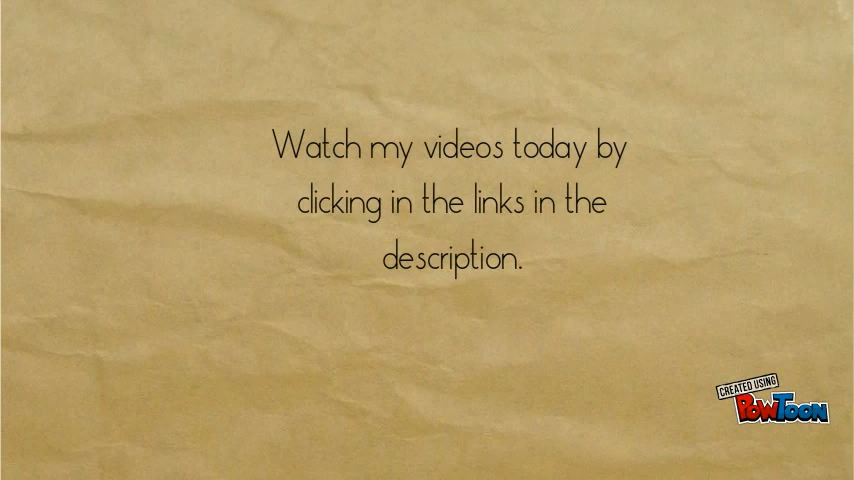 Watch my videos today by
clicking in the links in the
description.
CREATED USING
POWTOON